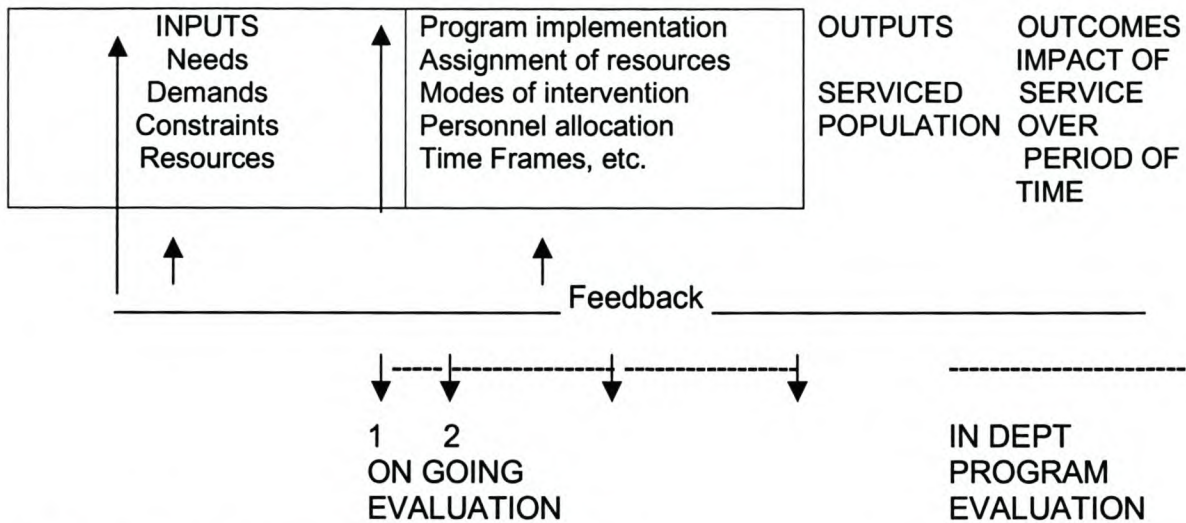 INPUTS
Needs
Demands
Constraints
Resources
Program implementation
Assignment of resources
Modes of intervention
Personnel allocation
Time Frames, etc.
OUTPUTS
SERVICED
POPULATION
OUTCOMES
IMPACT OF
SERVICE
OVER
PERIOD OF
TIME
Feedback
1 2
ON GOING
EVALUATION
IN DEPT
PROGRAM
EVALUATION